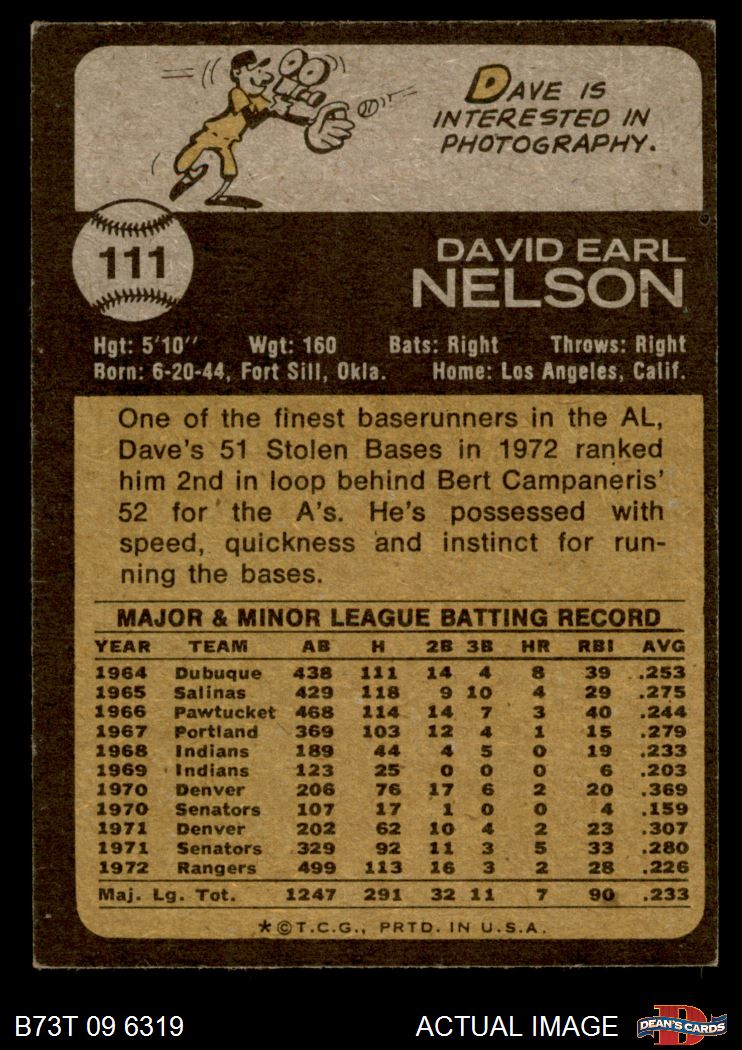 DAVE IS
INTERESTED IN
PHOTOGRAPHY.
111
DAVID EARL
NELSON
Hgt: 5'10'' Wgt: 160 Bats: Right Throws: Right
Born: 6-20-44, Fort Sill, Okla. Home: Los Angeles, Calif.
One of the finest baserunners in the AL,
Dave's 51 Stolen Bases in 1972 ranked
him 2nd in loop behind Bert Campaneris'
52 for the A's. He's possessed with
speed, quickness and instinct for run-
ning the bases.
MAJOR & MINOR LEAGUE BATTING RECORD
YEAR TEAM AB H 2B 3B HR RBI AVG
1964 Dubuque 438 111 14 4 8 39 .253
1965 Salinas 429 118 9 10 4 29 .275
1966 Pawtucket 468 114 14 7 3 40 .244
1967 Portland 369 103 12 4 1 15 .279
1968 Indians 189 44 4 5 0 19 .233
1969 Indians 123 25 0 0 0 6 .203
1970 Denver 206 76 17 6 2 20 .369
1970 Senators 107 17 1 0 0 4 .159
1971 Denver 202 62 10 4 2 23 .307
1971 Senators 329 92 11 3 5 33 .280
1972 Rangers 499 113 16 3 2 28 .226
Maj. Lg. Tot. 1247 291 32 11 7 90 .233
*©T.C.G., PRTD. IN U.S.A.
B73T 09 6319 ACTUAL IMAGE DEAN'S CARDS